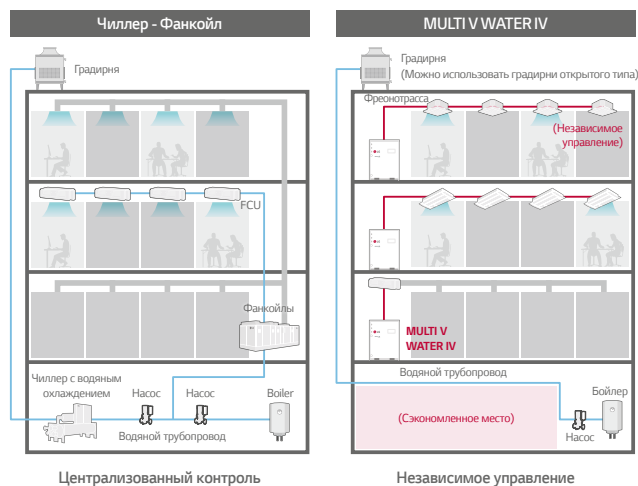 Чиллер - Фанкойл
Градирня
FCU
Фанкойлы
Чиллер с водяным
охлаждением
Насос
Насос
Boiler
Водяной трубопровод
Централизованный контроль
MULTI V WATER IV
Градирня
(Можно использовать градирни открытого типа)
Фреонотрасса
(Независимое
управление)
MULTI V
WATER IV
Водяной трубопровод
Бойлер
(Сэкономленное место)
Насос
Независимое управление